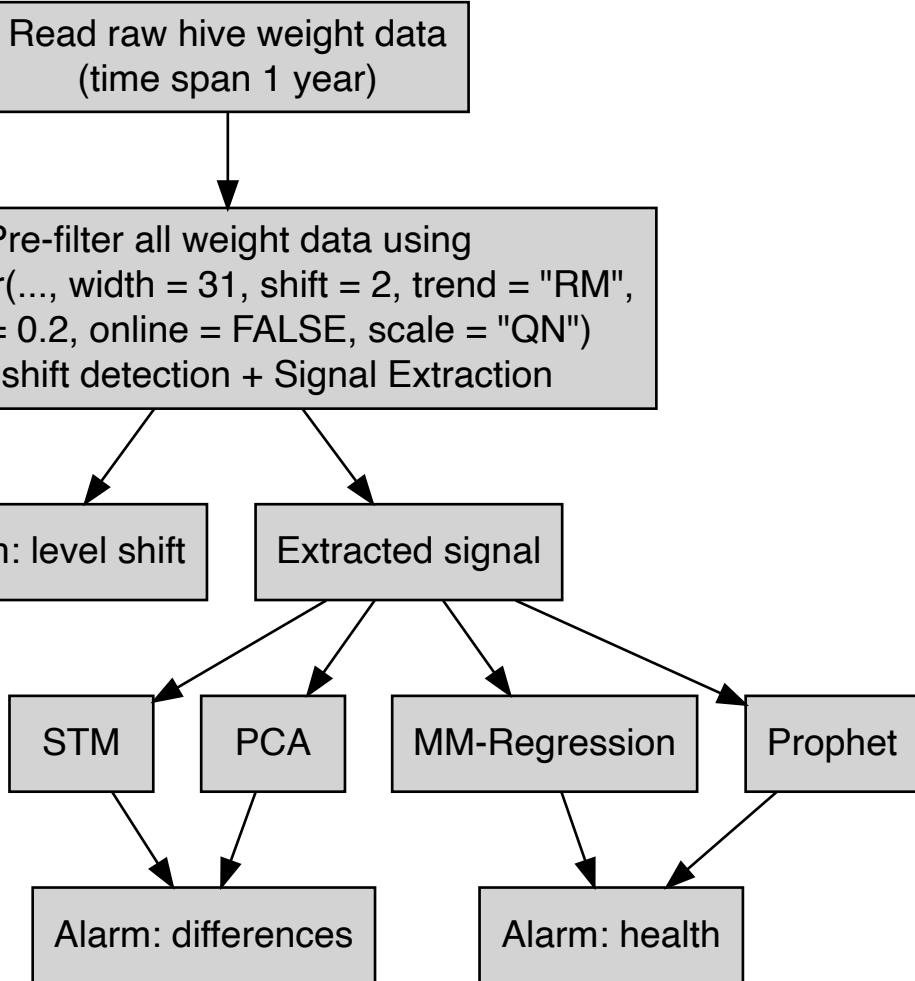 Read raw hive weight data
(time span 1 year)
Pre-filter all weight data using
r(..., width = 31, shift = 2, trend = "RM",
= 0.2, online = FALSE, scale = "QN")
shift detection + Signal Extraction
: level shift
Extracted signal
STM
PCA
MM-Regression
Prophet
Alarm: differences
Alarm: health